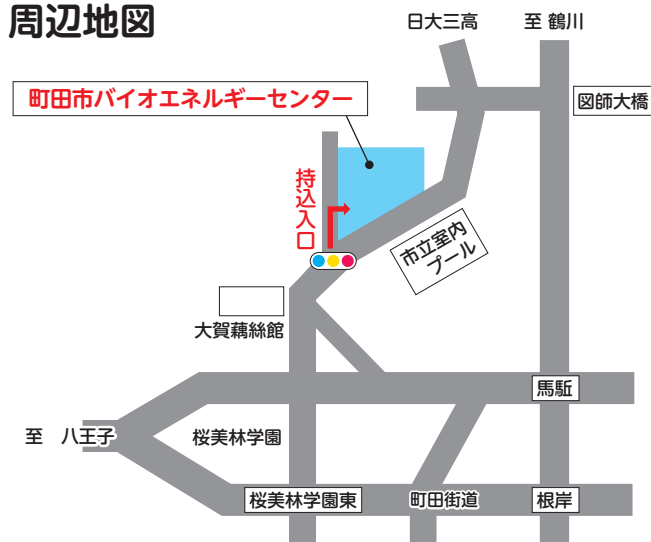 周辺地図
日大三高
至 鶴川
町田市バイオエネルギーセンター
図師大橋
持込入口
市立室内
プール
大賀藕絲館
馬駈
至 八王子
桜美林学園
桜美林学園東
町田街道
根岸